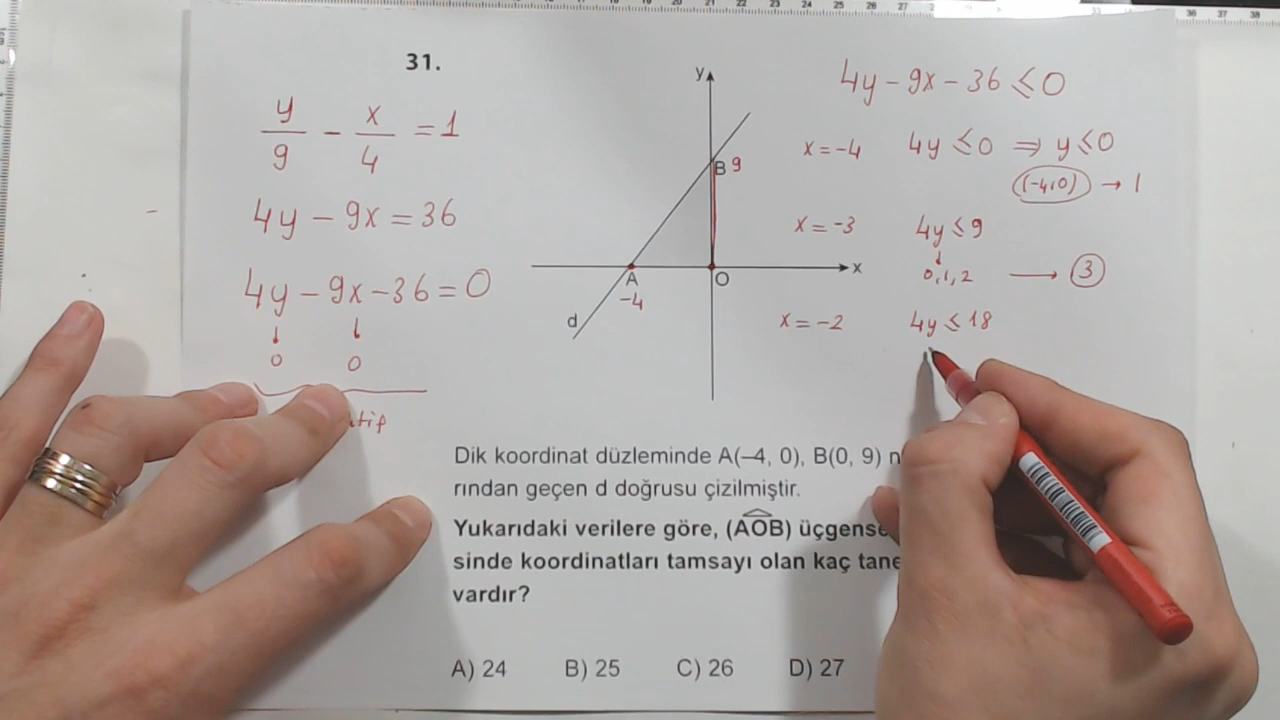 31.
y/9 - x/4 = 1
4y - 9x = 36
4y - 9x - 36 = 0
0 0
y
B 9
A
-4
O
x
d
4y - 9x - 36 ≤ 0
x = -4 4y ≤ 0 ⇒ y ≤ 0
(-4,0) → 1
x = -3 4y ≤ 9
0,1,2 → 3
x = -2 4y ≤ 18
Dik koordinat düzleminde A(–4, 0), B(0, 9) n
rından geçen d doğrusu çizilmiştir.
Yukarıdaki verilere göre, (AOB) üçgense
sinde koordinatları tamsayı olan kaç tane
vardır?
A) 24 B) 25 C) 26 D) 27